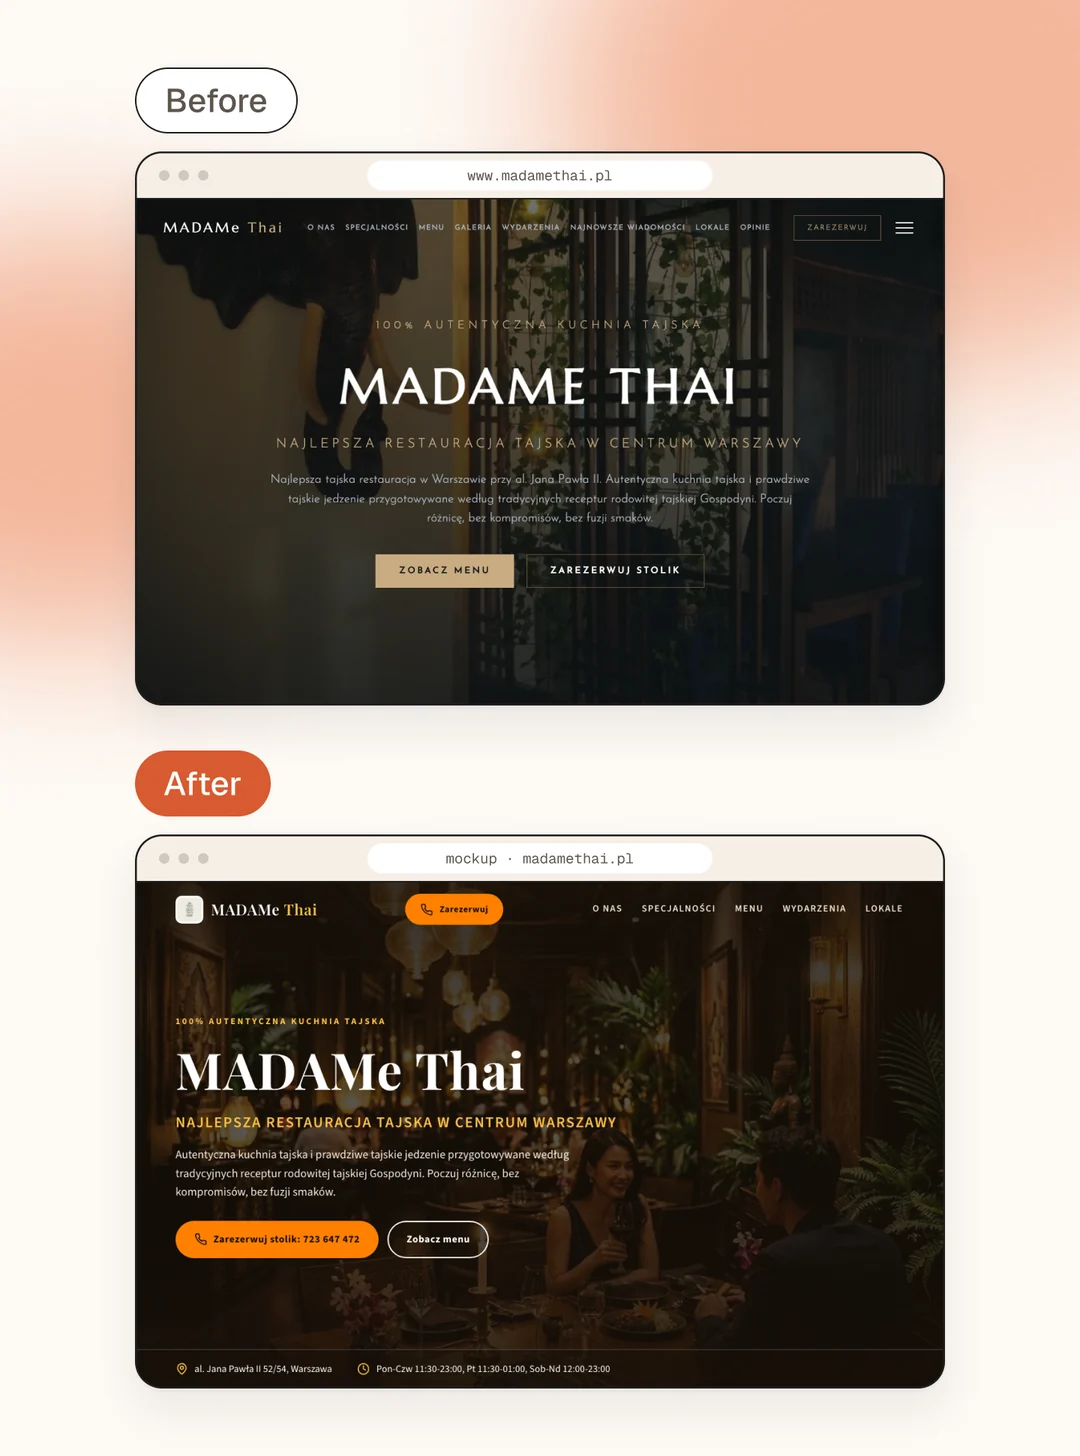 Before
www.madamethai.pl
MADAMe Thai O NAS SPECJALNOŚCI MENU GALERIA WYDARZENIA NAJNOWSZE WIADOMOŚCI LOKALE OPINIE ZAREZERWUJ
100% AUTENTYCZNA KUCHNIA TAJSKA
MADAME THAI
NAJLEPSZA RESTAURACJA TAJSKA W CENTRUM WARSZAWY
Najlepsza tajska restauracja w Warszawie przy al. Jana Pawła II. Autentyczna kuchnia tajska i prawdziwe
tajskie jedzenie przygotowywane według tradycyjnych receptur rodowitej tajskiej Gospodyni. Poczuj
różnicę, bez kompromisów, bez fuzji smaków.
ZOBACZ MENU ZAREZERWUJ STOLIK
After
mockup · madamethai.pl
MADAMe Thai Zarezerwuj O NAS SPECJALNOŚCI MENU WYDARZENIA LOKALE
100% AUTENTYCZNA KUCHNIA TAJSKA
MADAMe Thai
NAJLEPSZA RESTAURACJA TAJSKA W CENTRUM WARSZAWY
Autentyczna kuchnia tajska i prawdziwe tajskie jedzenie przygotowywane według
tradycyjnych receptur rodowitej tajskiej Gospodyni. Poczuj różnicę, bez
kompromisów, bez fuzji smaków.
Zarezerwuj stolik: 723 647 472 Zobacz menu
al. Jana Pawła II 52/54, Warszawa Pon-Czw 11:30-23:00, Pt 11:30-01:00, Sob-Nd 12:00-23:00